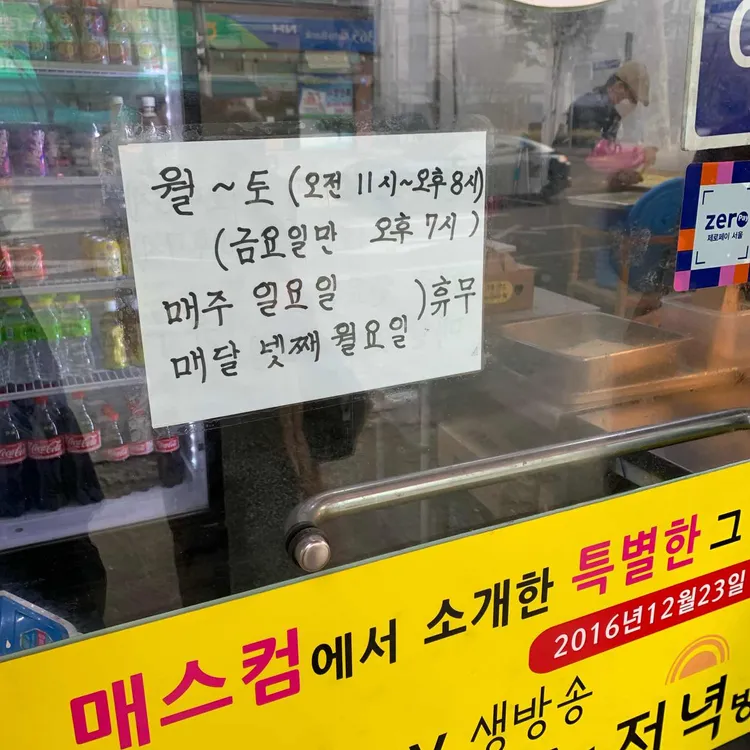 월 ~ 토 (오전 11시~오후 8시)
(금요일만 오후 7시)
매주 일요일
매달 넷째 월요일 ) 휴무
zero Pay
제로페이 서울
매스컴에서 소개한 특별한 그
2016년12월23일
생방송
저녁
Coca-Cola